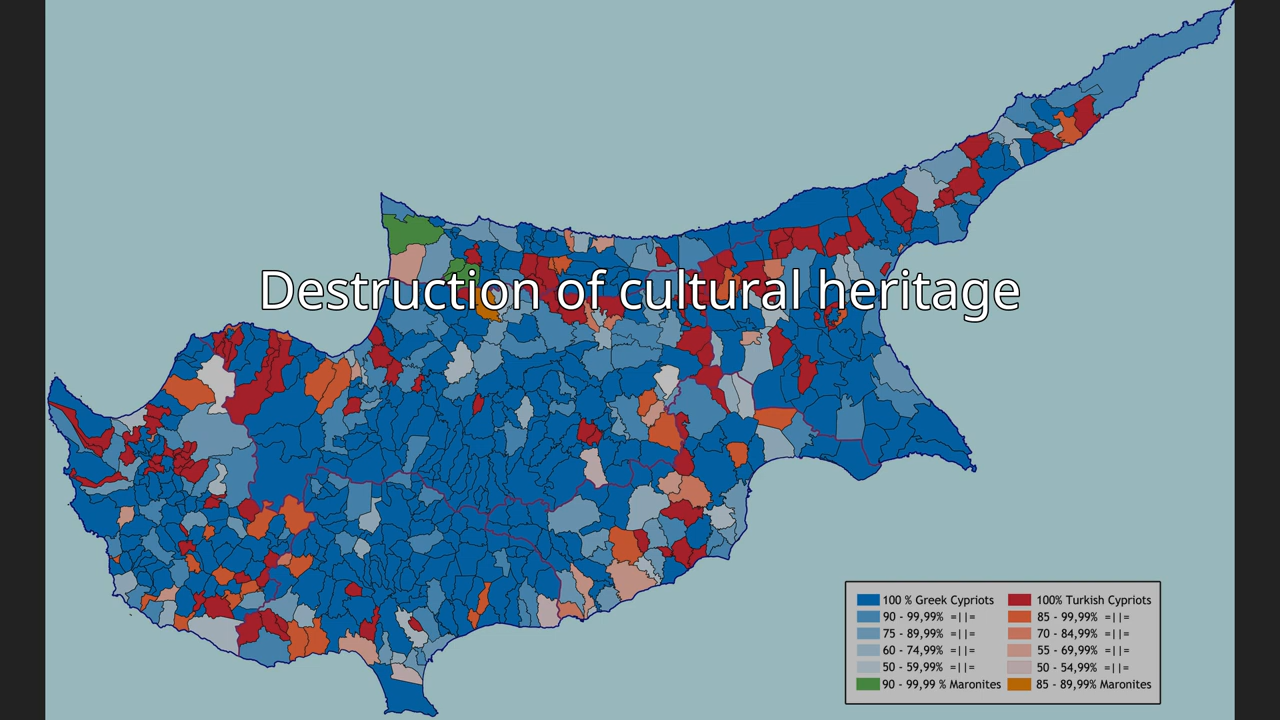 Destruction of cultural heritage
100 % Greek Cypriots
90 - 99,99% =||=
75 - 89,99% =||=
60 - 74,99% =||=
50 - 59,99% =||=
90 - 99,99 % Maronites
100% Turkish Cypriots
85 - 99,99% =||=
70 - 84,99% =||=
55 - 69,99% =||=
50 - 54,99% =||=
85 - 89,99% Maronites